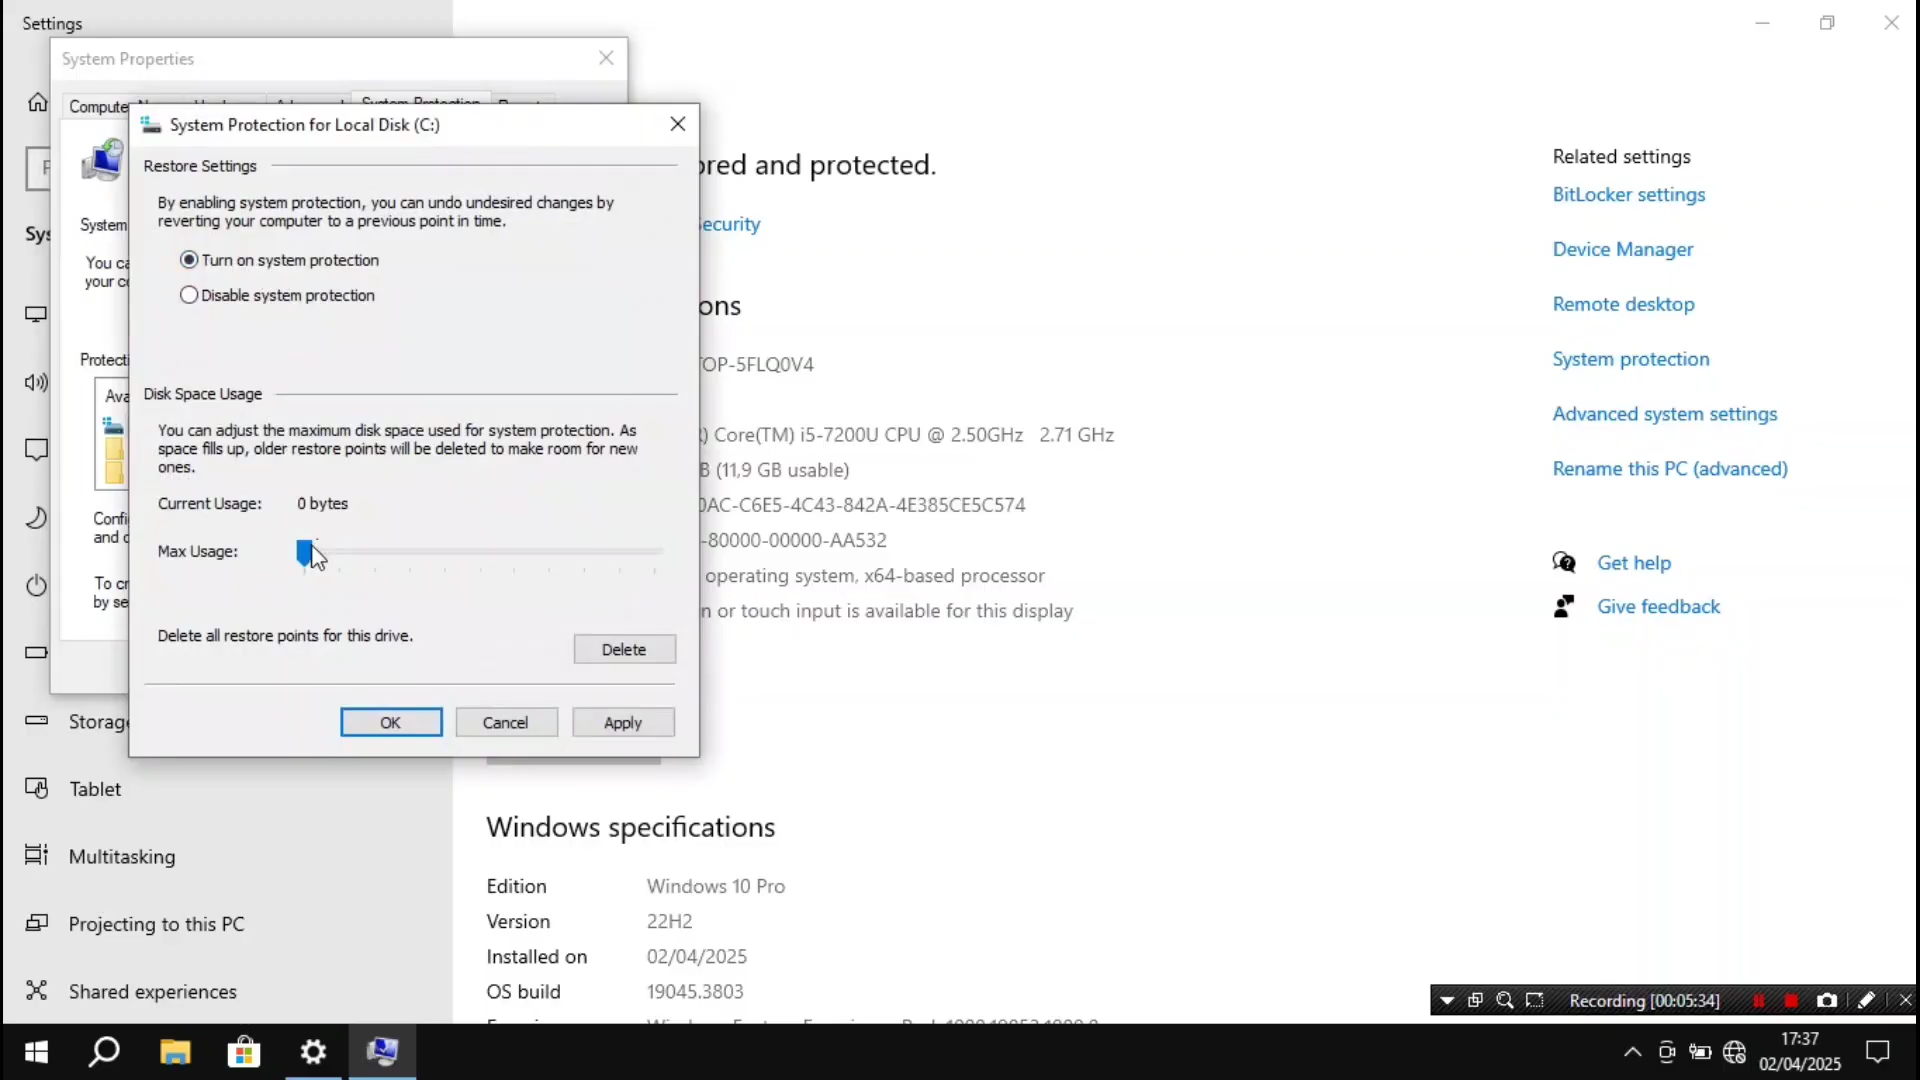 Settings
System Properties
Compute
System Protection for Local Disk (C:)
Restore Settings
By enabling system protection, you can undo undesired changes by
reverting your computer to a previous point in time.
Turn on system protection
Disable system protection
Disk Space Usage
You can adjust the maximum disk space used for system protection. As
space fills up, older restore points will be deleted to make room for new
ones.
Current Usage: 0 bytes
Max Usage:
Delete all restore points for this drive.
Delete
OK Cancel Apply
System
You ca
your co
Protecti
Ava
Confi
and c
To cr
by se
Sys
Storag
Tablet
Multitasking
Projecting to this PC
Shared experiences
ored and protected.
Security
ons
TOP-5FLQ0V4
) Core(TM) i5-7200U CPU @ 2.50GHz 2.71 GHz
B (11,9 GB usable)
0AC-C6E5-4C43-842A-4E385CE5C574
-80000-00000-AA532
operating system, x64-based processor
n or touch input is available for this display
Windows specifications
Edition Windows 10 Pro
Version 22H2
Installed on 02/04/2025
OS build 19045.3803
Related settings
BitLocker settings
Device Manager
Remote desktop
System protection
Advanced system settings
Rename this PC (advanced)
Get help
Give feedback
Recording [00:05:34]
17:37
02/04/2025